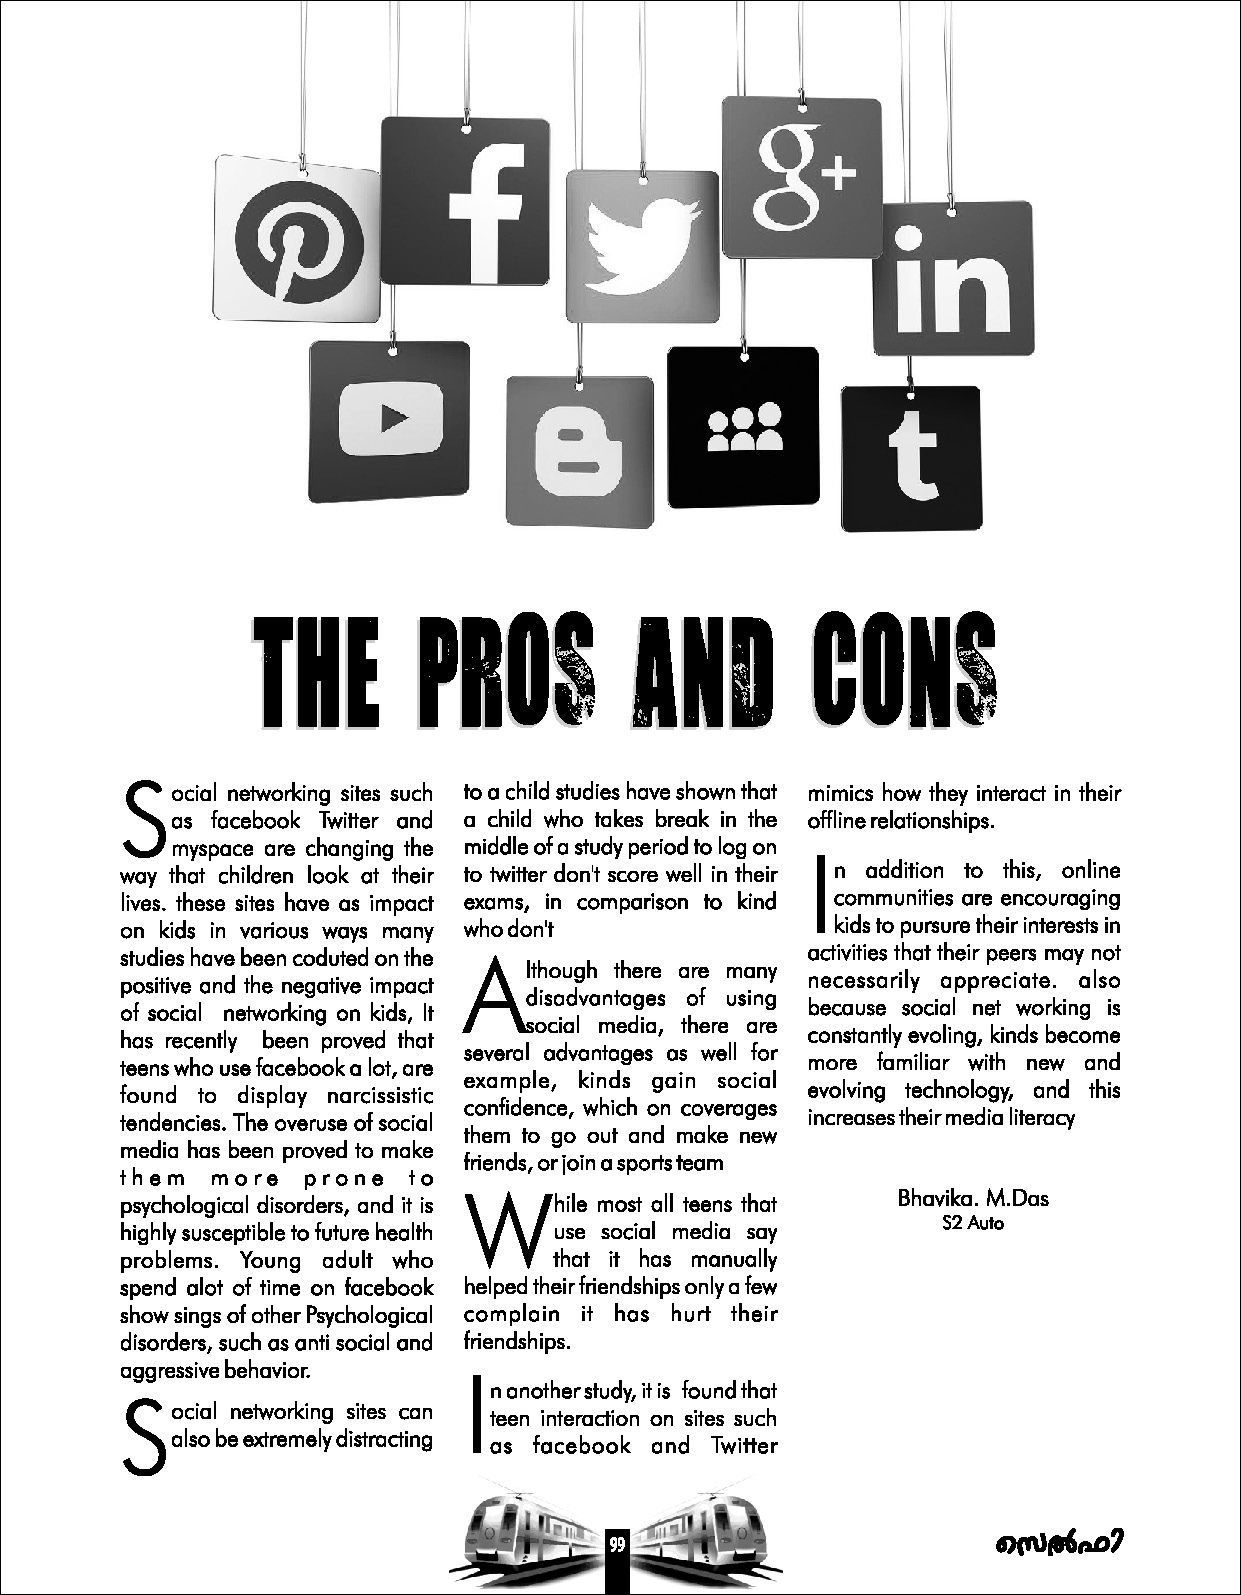 THE PROS AND CONS
Social networking sites such
as facebook Twitter and
myspace are changing the
way that children look at their
lives. these sites have as impact
on kids in various ways many
studies have been coduted on the
positive and the negative impact
of social networking on kids, It
has recently been proved that
teens who use facebook a lot, are
found to display narcissistic
tendencies. The overuse of social
media has been proved to make
them more prone to
psychological disorders, and it is
highly susceptible to future health
problems. Young adult who
spend alot of time on facebook
show sings of other Psychological
disorders, such as anti social and
aggressive behavior.
Social networking sites can
also be extremely distracting
to a child studies have shown that
a child who takes break in the
middle of a study period to log on
to twitter don't score well in their
exams, in comparison to kind
who don't
Although there are many
disadvantages of using
social media, there are
several advantages as well for
example, kinds gain social
confidence, which on coverages
them to go out and make new
friends, or join a sports team
While most all teens that
use social media say
that it has manually
helped their friendships only a few
complain it has hurt their
friendships.
In another study, it is found that
teen interaction on sites such
as facebook and Twitter
mimics how they interact in their
offline relationships.
In addition to this, online
communities are encouraging
kids to pursure their interests in
activities that their peers may not
necessarily appreciate. also
because social net working is
constantly evoling, kinds become
more familiar with new and
evolving technology, and this
increases their media literacy
Bhavika. M.Das
S2 Auto
99
സെൽഫി